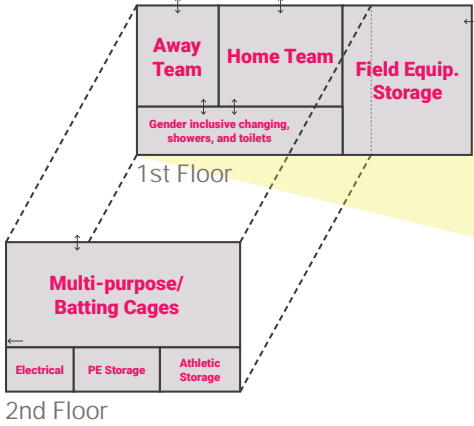 Away
Team
Home Team
Field Equip.
Storage
Gender inclusive changing,
showers, and toilets
1st Floor
Multi-purpose/
Batting Cages
Electrical
PE Storage
Athletic
Storage
2nd Floor